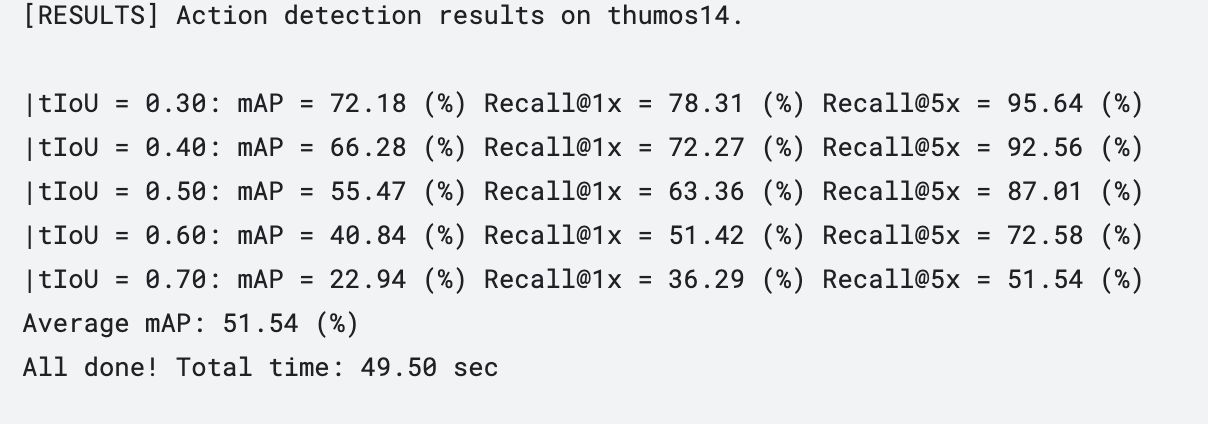 [RESULTS] Action detection results on thumos14.
|tIoU = 0.30: mAP = 72.18 (%) Recall@1x = 78.31 (%) Recall@5x = 95.64 (%)
|tIoU = 0.40: mAP = 66.28 (%) Recall@1x = 72.27 (%) Recall@5x = 92.56 (%)
|tIoU = 0.50: mAP = 55.47 (%) Recall@1x = 63.36 (%) Recall@5x = 87.01 (%)
|tIoU = 0.60: mAP = 40.84 (%) Recall@1x = 51.42 (%) Recall@5x = 72.58 (%)
|tIoU = 0.70: mAP = 22.94 (%) Recall@1x = 36.29 (%) Recall@5x = 51.54 (%)
Average mAP: 51.54 (%)
All done! Total time: 49.50 sec